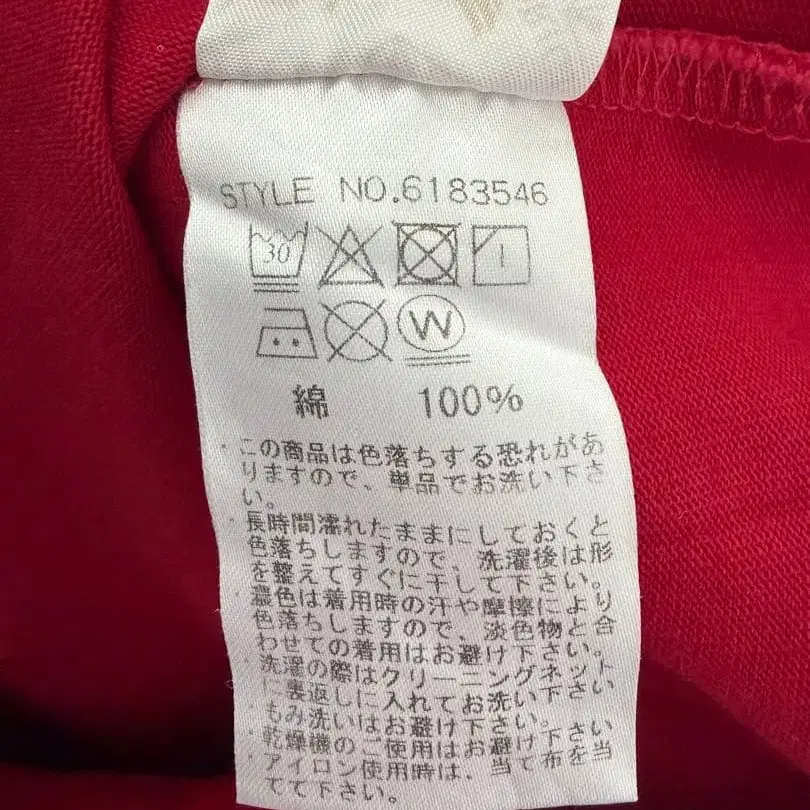 STYLE NO.6183546
30
W
綿 100%
・この商品は色落ちする恐れがあ
りますので、単品でお洗い下さ
い。
・長時間濡れたままにしておくと
色落ちしますので、洗濯後は形
を整えてすぐに干して下さい。
・濃色は着用時の汗や摩擦により
色落ちしますので、淡色物と合
わせての着用はお避け下さい。
・洗濯の際はクリーニングネット
に裏返しに入れてお洗い下さい
・もみ洗いはお避け下さい。
・乾燥機のご使用はお避け下さい
・アイロン使用時は、当て布を当
てて下さい。